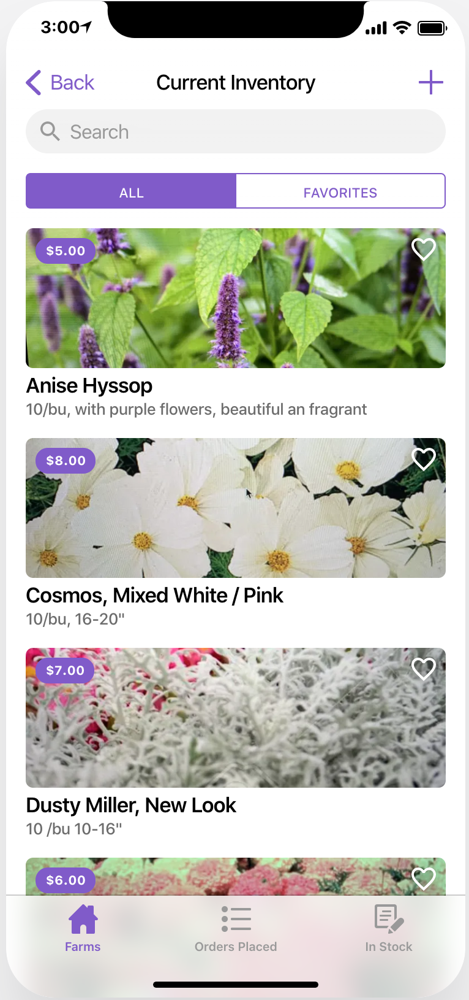 3:00
Back
Current Inventory
Search
ALL
FAVORITES
$5.00
Anise Hyssop
10/bu, with purple flowers, beautiful an fragrant
$8.00
Cosmos, Mixed White / Pink
10/bu, 16-20"
$7.00
Dusty Miller, New Look
10 /bu 10-16"
$6.00
Farms
Orders Placed
In Stock